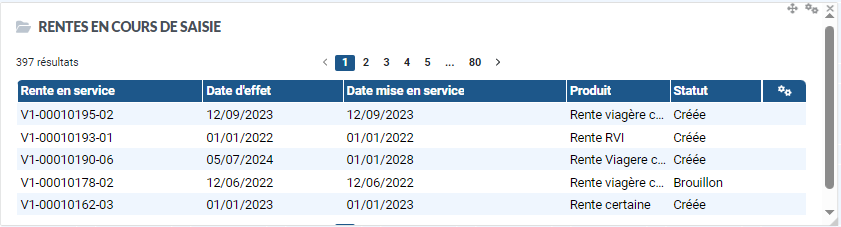 RENTES EN COURS DE SAISIE
397 résultats
1 2 3 4 5 ... 80
Rente en service Date d'effet Date mise en service Produit Statut
V1-00010195-02 12/09/2023 12/09/2023 Rente viagère c... Créée
V1-00010193-01 01/01/2022 01/01/2022 Rente RVI Créée
V1-00010190-06 05/07/2024 01/01/2028 Rente Viagere c... Créée
V1-00010178-02 12/06/2022 12/06/2022 Rente viagère c... Brouillon
V1-00010162-03 01/01/2023 01/01/2023 Rente certaine Créée